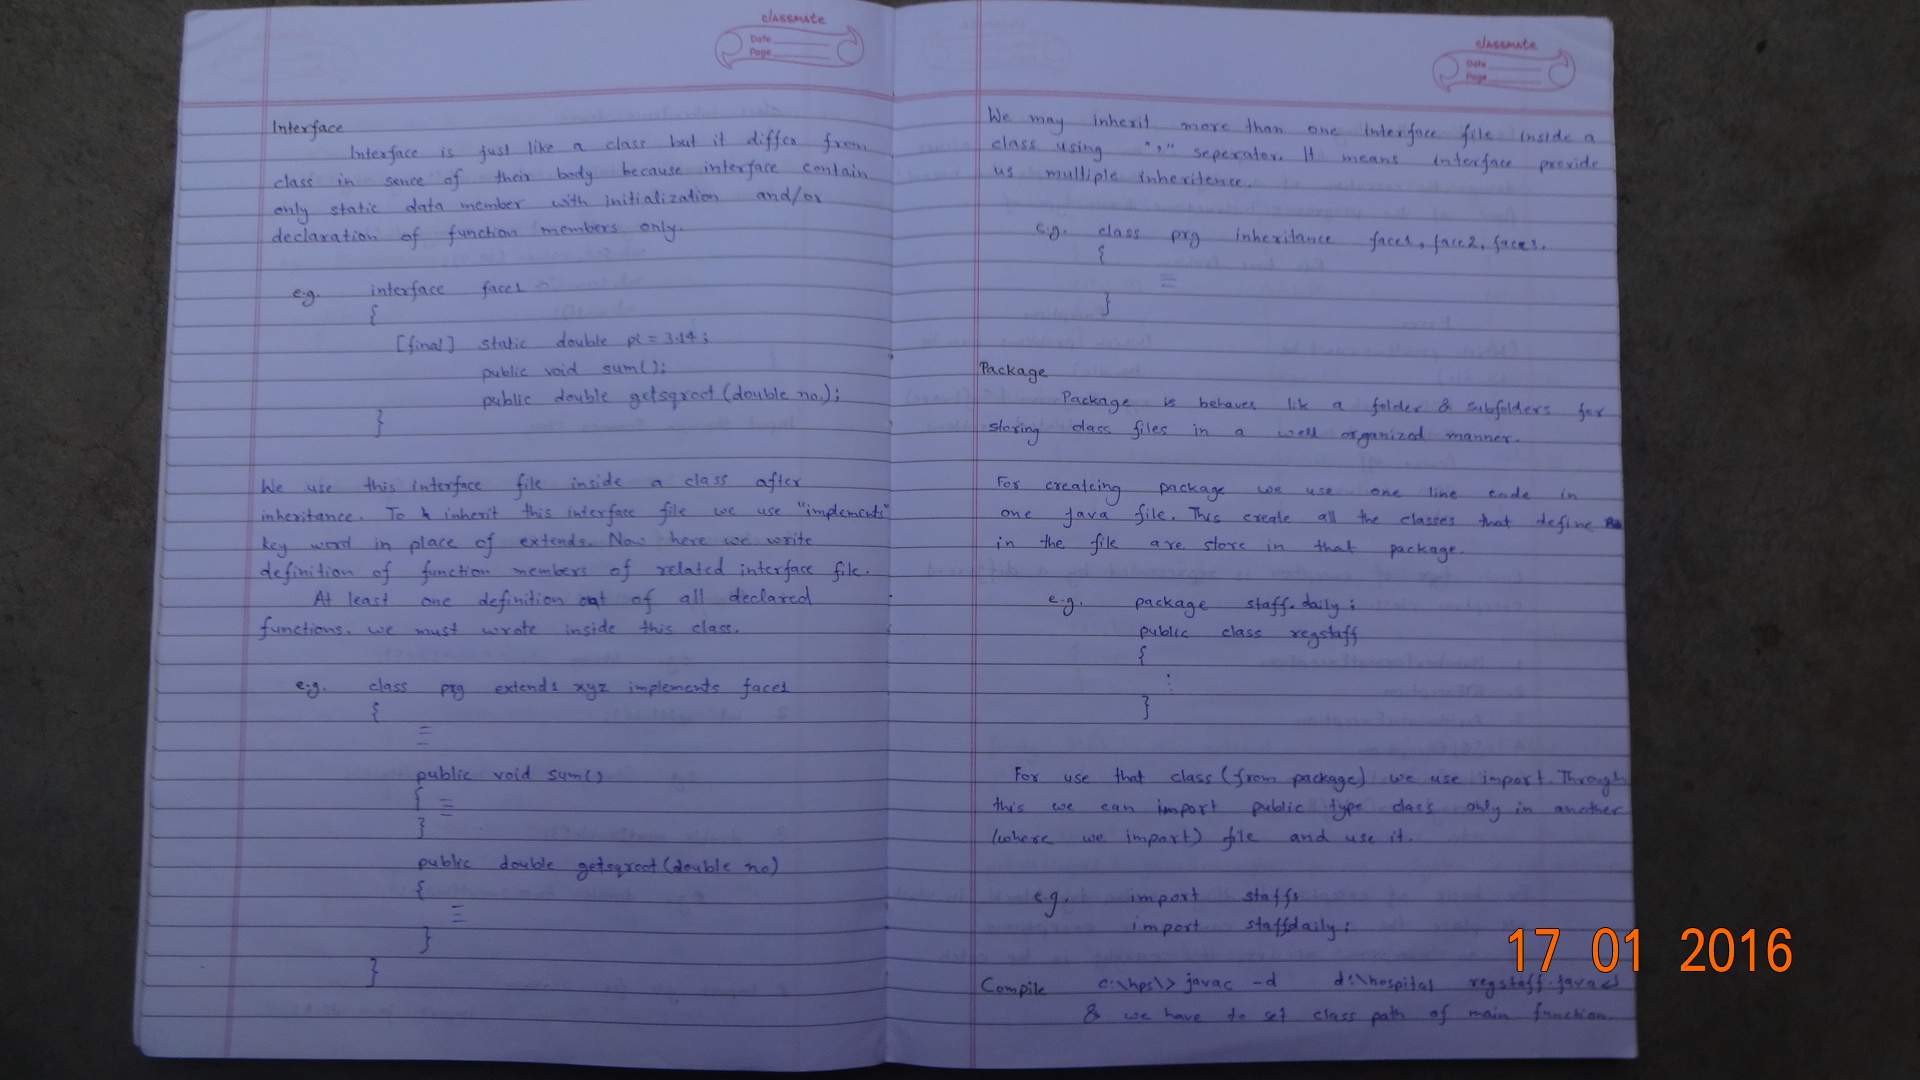 classmate
Date
Page
Interface
Interface is just like a class but it differ from
class in sence of their body because interface contain
only static data member with initialization and/or
declaration of function members only.
e.g. interface face1
{
[final] static double pi = 3.14;
public void sum();
public double getsqroot (double no.);
}
We use this interface file inside a class after
inheritance. To inherit this interface file we use "implements"
key word in place of extends. Now here we write
definition of function members of related interface file.
At least one definition out of all declared
functions. we must wrote inside this class.
e.g. class prg extends xyz implements face1
{
public void sum()
{
}
public double getsqroot (double no)
{
}
}
classmate
Date
Page
We may inherit more than one interface file inside a
class using "," seperator. It means interface provide
us multiple inheritence.
e.g. class prg inheritance face1, face2, face3.
{
}
Package
Package is behaves lik a folder & subfolders for
storing class files in a well organized manner.
For createing package we use one line code in
one java file. This create all the classes that define
in the file are store in that package.
e.g. package staff.daily;
public class regstaff
{
:
}
For use that class (from package) we use import. Through
this we can import public type class only in another
(where we import) file and use it.
e.g. import staff;
import staffdaily;
Compile c:\hps\> javac -d d:\hospital regstaff.java
& we have to set class path of main function.
17 01 2016